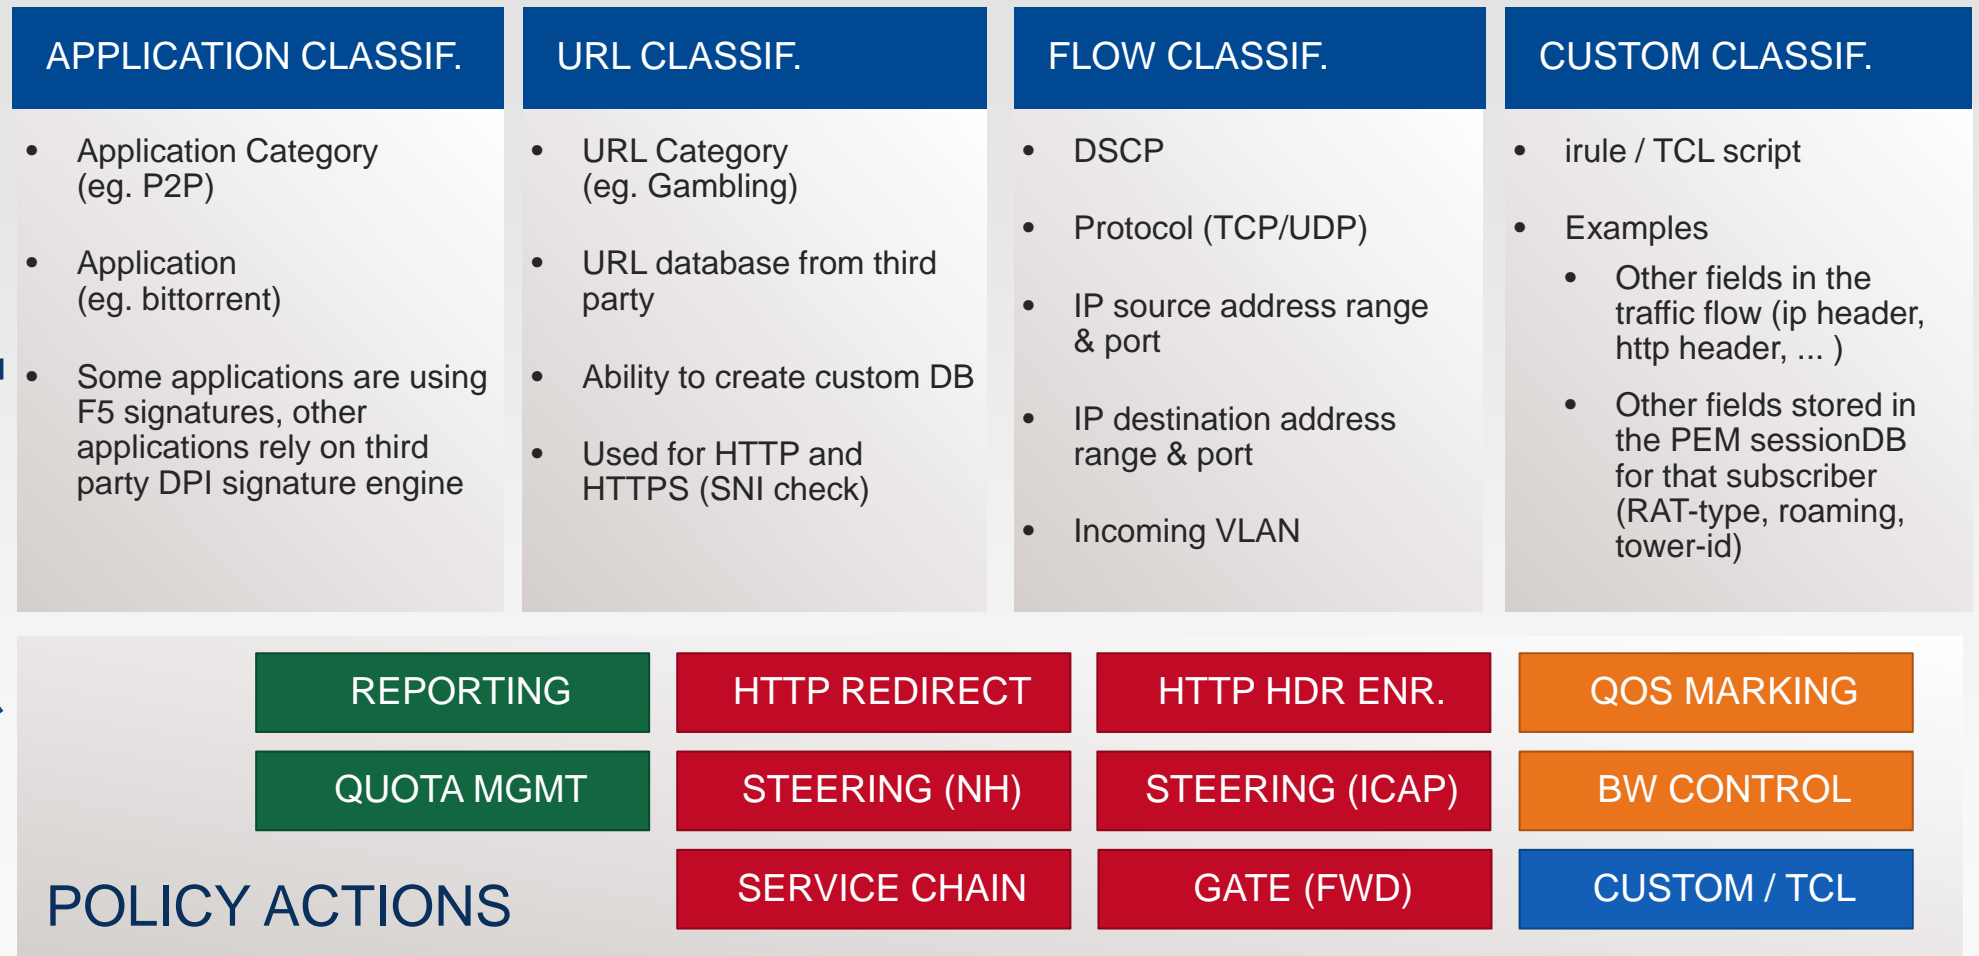 APPLICATION CLASSIF.
• Application Category
(eg. P2P)
• Application
(eg. bittorrent)
• Some applications are using
F5 signatures, other
applications rely on third
party DPI signature engine
URL CLASSIF.
• URL Category
(eg. Gambling)
• URL database from third
party
• Ability to create custom DB
• Used for HTTP and
HTTPS (SNI check)
FLOW CLASSIF.
• DSCP
• Protocol (TCP/UDP)
• IP source address range
& port
• IP destination address
range & port
• Incoming VLAN
CUSTOM CLASSIF.
• irule / TCL script
• Examples
• Other fields in the
traffic flow (ip header,
http header, ... )
• Other fields stored in
the PEM sessionDB
for that subscriber
(RAT-type, roaming,
tower-id)
REPORTING
HTTP REDIRECT
HTTP HDR ENR.
QOS MARKING
QUOTA MGMT
STEERING (NH)
STEERING (ICAP)
BW CONTROL
POLICY ACTIONS
SERVICE CHAIN
GATE (FWD)
CUSTOM / TCL